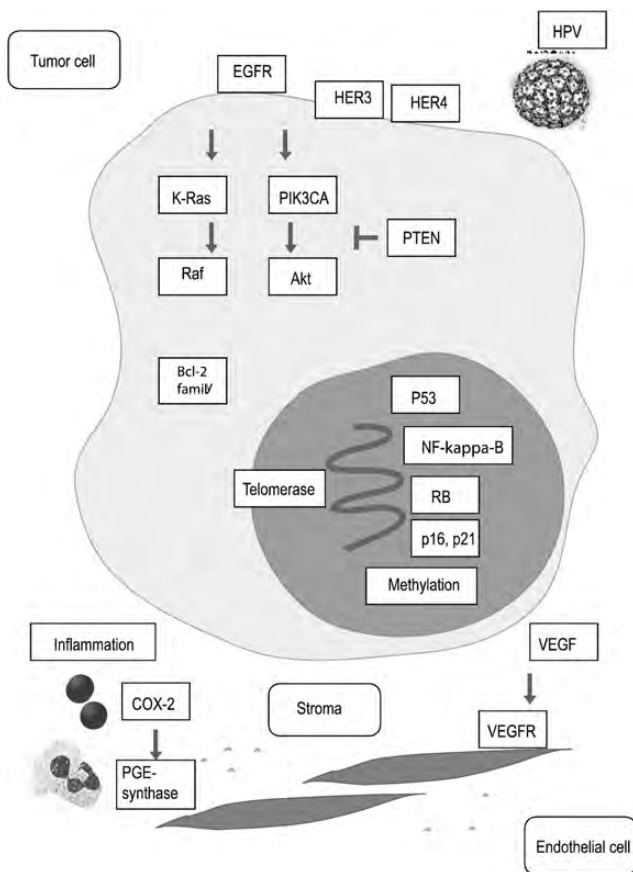 HPV
Tumor cell
EGFR
HER3
HER4
K-Ras
PIK3CA
PTEN
Raf
Akt
Bcl-2
family
P53
NF-kappa-B
Telomerase
RB
p16, p21
Methylation
Inflammation
VEGF
COX-2
Stroma
VEGFR
PGE-
synthase
Endothelial cell